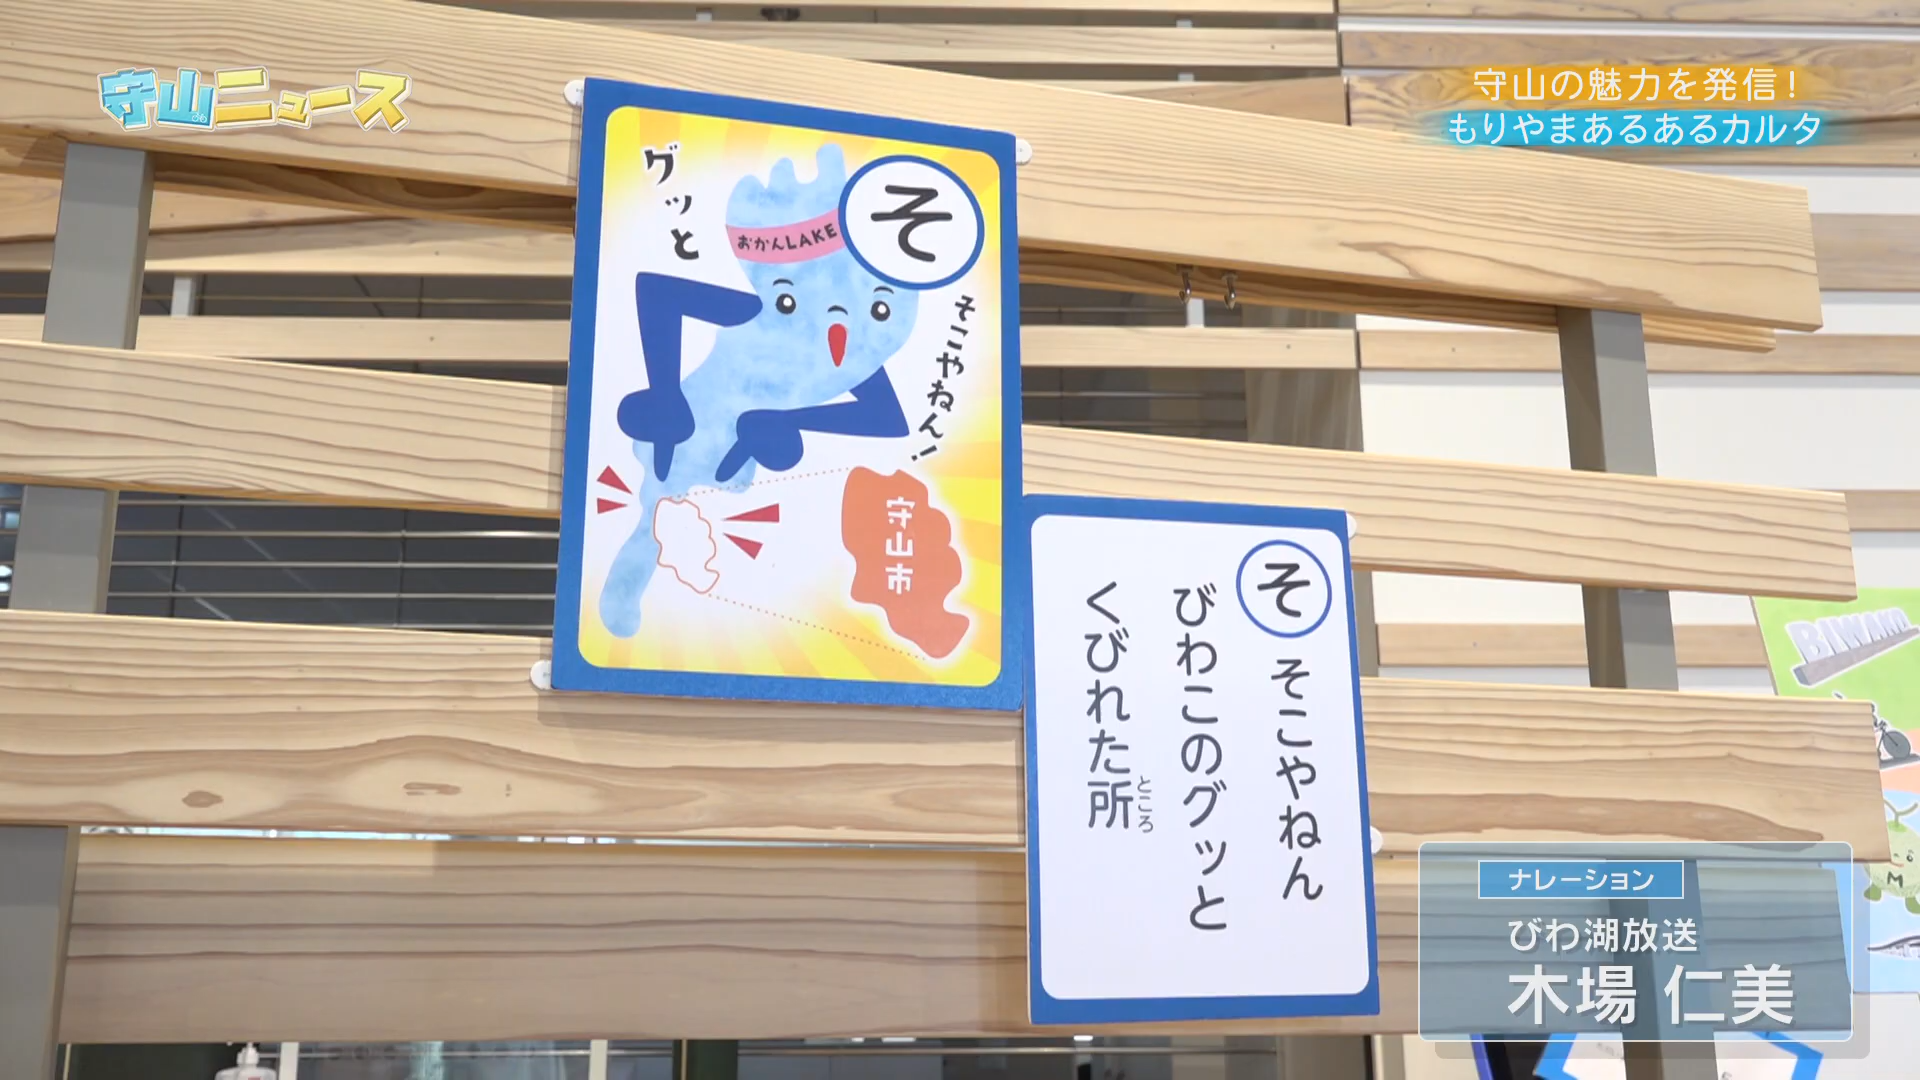 守山ニュース
守山の魅力を発信!
もりやまあるあるカルタ
グッと
おかんLAKE
そ
そこやねん!
守山市
そ
そこやねん
びわこのグッと
くびれた所
ところ
BIWAKO
M
ナレーション
びわ湖放送
木場 仁美